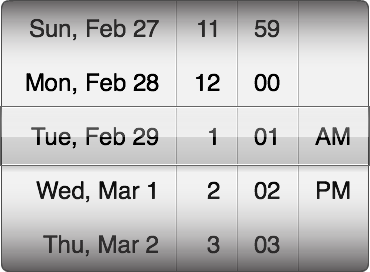 Sun, Feb 27 11 59
Mon, Feb 28 12 00
Tue, Feb 29 1 01 AM
Wed, Mar 1 2 02 PM
Thu, Mar 2 3 03